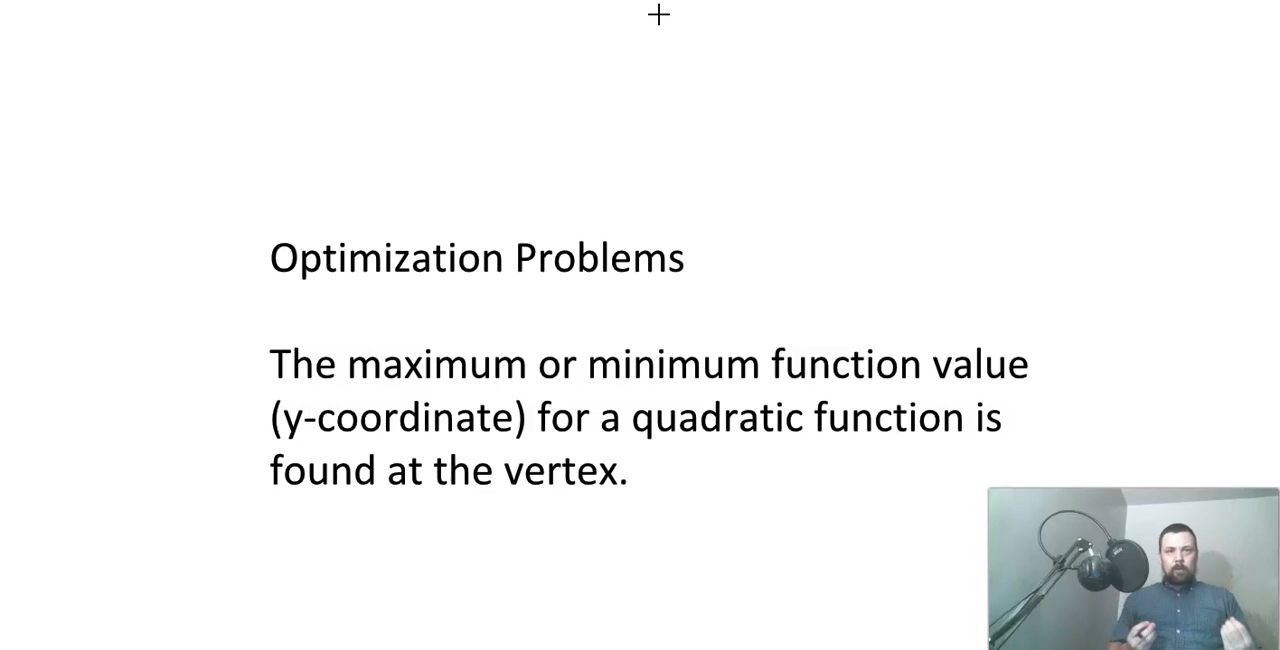 Optimization Problems
The maximum or minimum function value
(y-coordinate) for a quadratic function is
found at the vertex.